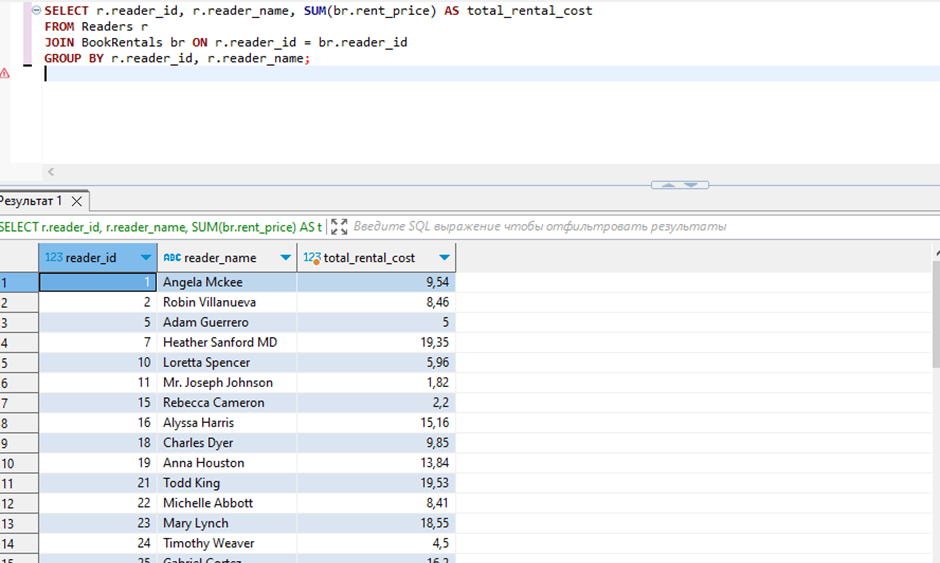 SELECT r.reader_id, r.reader_name, SUM(br.rent_price) AS total_rental_cost
FROM Readers r
JOIN BookRentals br ON r.reader_id = br.reader_id
GROUP BY r.reader_id, r.reader_name;
Результат 1
SELECT r.reader_id, r.reader_name, SUM(br.rent_price) AS t Введите SQL выражение чтобы отфильтровать результаты
123 reader_id ABC reader_name 123 total_rental_cost
1 1 Angela Mckee 9,54
2 2 Robin Villanueva 8,46
3 5 Adam Guerrero 5
4 7 Heather Sanford MD 19,35
5 10 Loretta Spencer 5,96
6 11 Mr. Joseph Johnson 1,82
7 15 Rebecca Cameron 2,2
8 16 Alyssa Harris 15,16
9 18 Charles Dyer 9,85
10 19 Anna Houston 13,84
11 21 Todd King 19,53
12 22 Michelle Abbott 8,41
13 23 Mary Lynch 18,55
14 24 Timothy Weaver 4,5
15 25 Gabriel Cortez 16,2